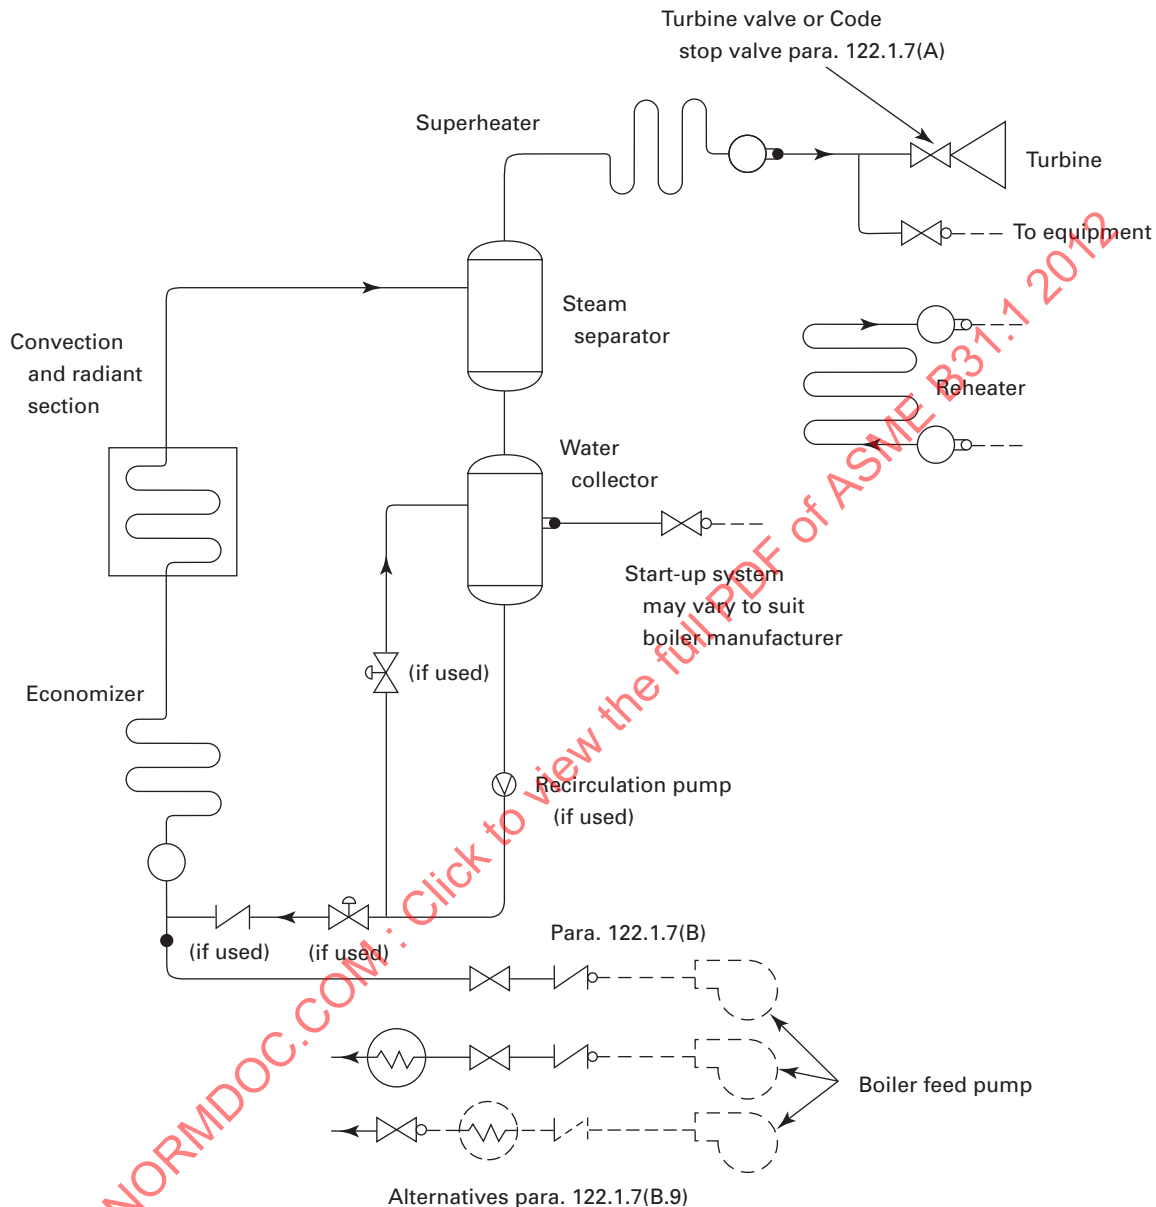 Turbine valve or Code
stop valve para. 122.1.7(A)
Superheater
Turbine
To equipment
Steam
separator
Convection
and radiant
section
Reheater
Water
collector
Start-up system
may vary to suit
boiler manufacturer
(if used)
Economizer
Recirculation pump
(if used)
(if used)
(if used)
Para. 122.1.7(B)
Boiler feed pump
Alternatives para. 122.1.7(B.9)
NORMDOC.COM : Click to view the full PDF of ASME B31.1 2012